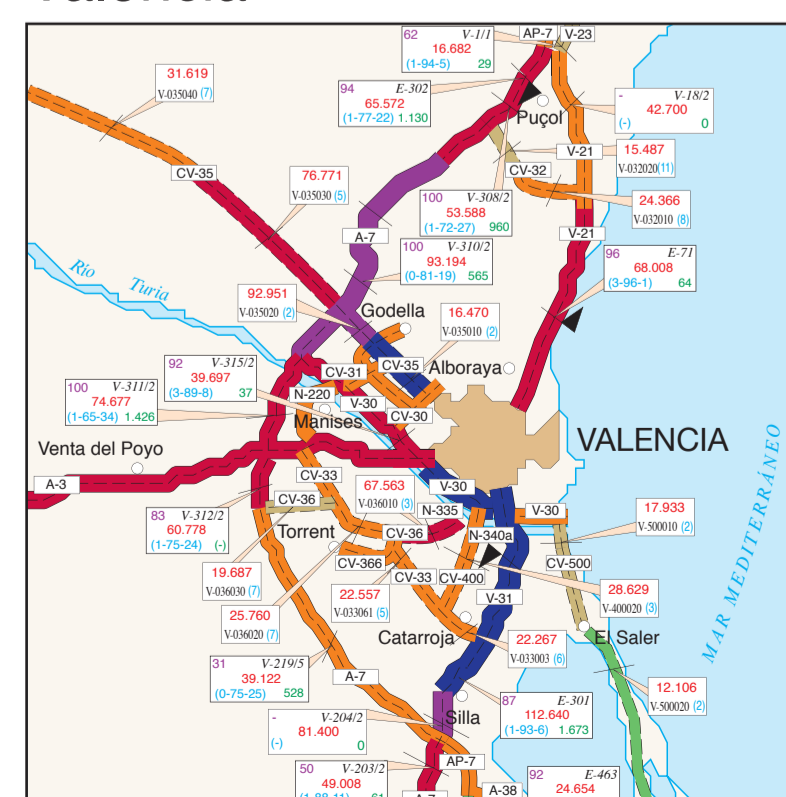 62 V-1/1
16.682
(1-94-5) 29
AP-7
V-23
31.619
V-035040 (7)
94 E-302
65.572
(1-77-22) 1.130
- V-18/2
42.700
(-) 0
Puçol
CV-35
76.771
V-035030 (5)
V-21
15.487
V-032020 (11)
CV-32
100 V-308/2
53.588
(1-72-27) 960
24.366
V-032010 (8)
A-7
V-21
100 V-310/2
93.194
(0-81-19) 565
96 E-71
68.008
(3-96-1) 64
Río Turia
92.951
V-035020 (2)
Godella
16.470
V-035010 (2)
92 V-315/2
39.697
(3-89-8) 37
CV-31
CV-35
Alboraya
100 V-311/2
74.677
(1-65-34) 1.426
N-220
V-30
CV-30
Manises
Venta del Poyo
VALENCIA
A-3
CV-33
67.563
V-036010 (3)
V-30
CV-36
83 V-312/2
60.778
(1-75-24) (-)
N-335
V-30
17.933
V-500010 (2)
Torrent
CV-36
N-340a
CV-366
CV-500
19.687
V-036030 (7)
CV-33
CV-400
22.557
V-033061 (5)
V-31
28.629
V-400020 (3)
25.760
V-036020 (7)
Catarroja
El Saler
22.267
V-033003 (6)
MAR MEDITERRÁNEO
31 V-219/5
39.122
(0-75-25) 528
A-7
12.106
V-500020 (2)
- V-204/2
81.400
(-) 0
Silla
87 E-301
112.640
(1-93-6) 1.673
50 V-203/2
49.008
AP-7
92 E-463
24.654
A-38